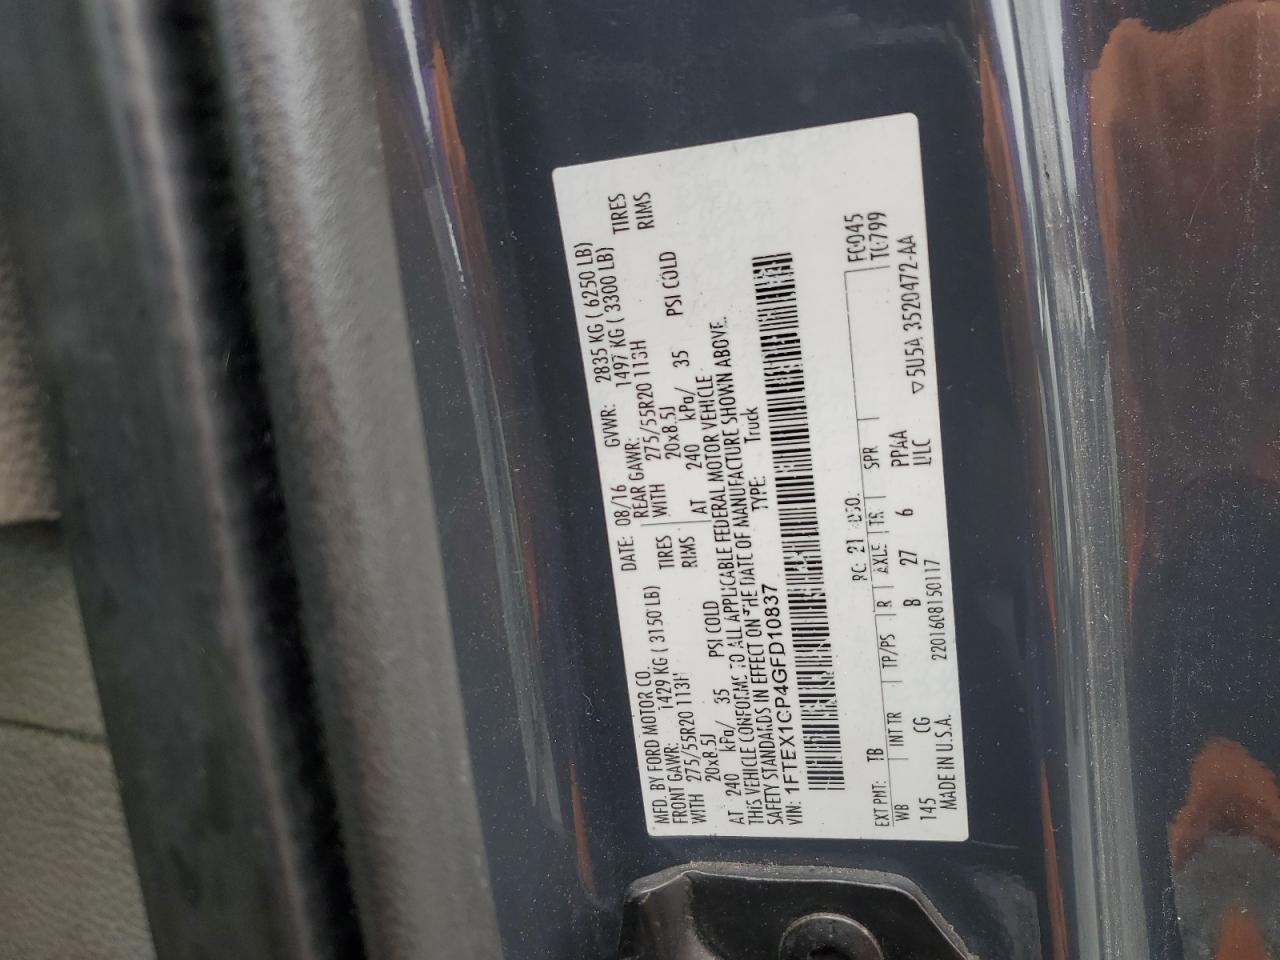 MFD. BY FORD MOTOR CO. DATE: 08/16 GVWR: 2835 KG ( 6250 LB)
FRONT GAWR: 1429 KG ( 3150 LB) REAR GAWR: 1497 KG ( 3300 LB)
WITH 275/55R20 113H TIRES WITH 275/55R20 113H TIRES
20x8.5J RIMS 20x8.5J RIMS
AT 240 kPa/ 35 PSI COLD AT 240 kPa/ 35 PSI COLD
THIS VEHICLE CONFORMS TO ALL APPLICABLE FEDERAL MOTOR VEHICLE
SAFETY STANDARDS IN EFFECT ON THE DATE OF MANUFACTURE SHOWN ABOVE.
VIN: 1FTEX1CP4GFD10837 TYPE: Truck
FC045
EXT PNT: TB RC: 21 TC799
WB INT TR TP/PS R AXLE TR SPR
145 CG B 27 6 PPAA
MADE IN U.S.A. 2201608150117 ULC ▽5U5A 3520472-AA